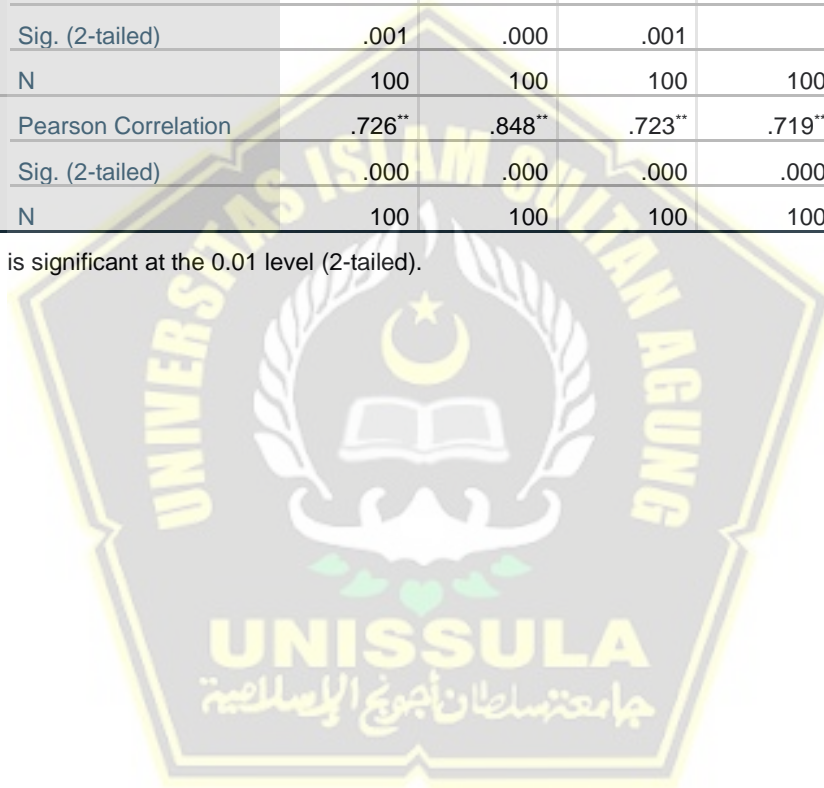 Sig. (2-tailed) .001 .000 .001
N 100 100 100 100
Pearson Correlation .726** .848** .723** .719**
Sig. (2-tailed) .000 .000 .000 .000
N 100 100 100 100
is significant at the 0.01 level (2-tailed).
UNIVERSITAS ISLAM SULTAN AGUNG
UNISSULA
جامعتنسلطان أجونج الإسلامية